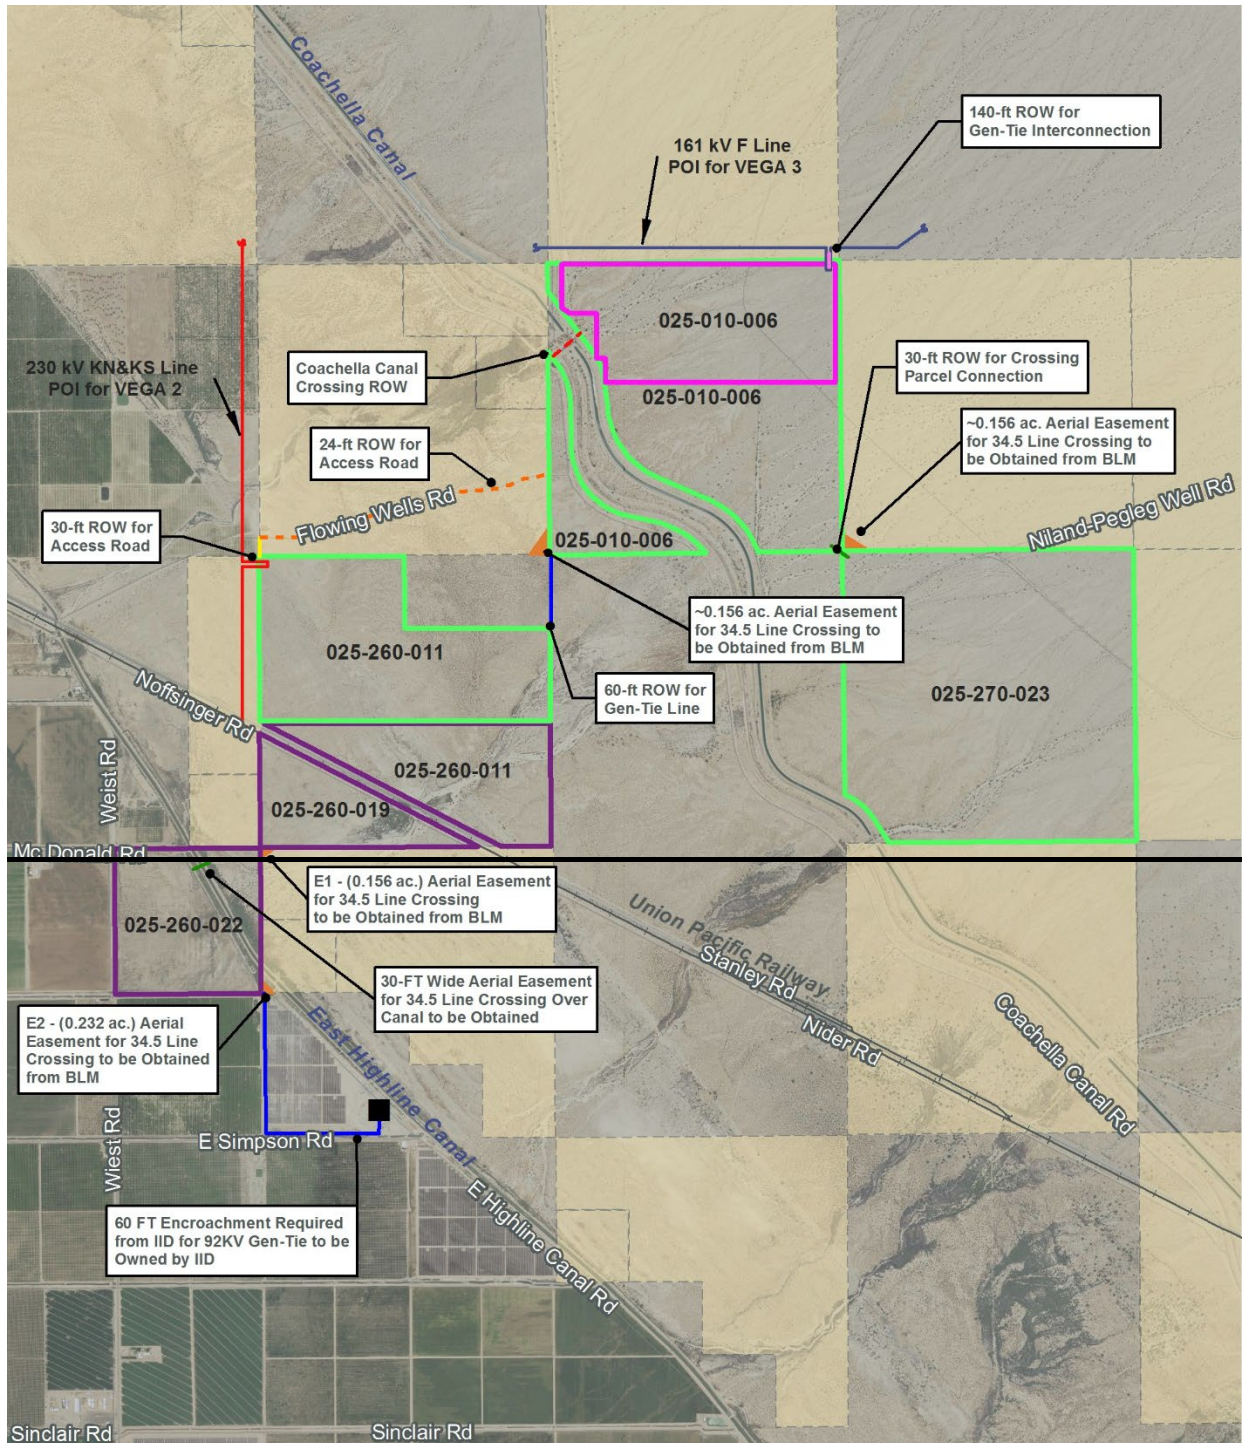 Coachella Canal
140-ft ROW for
Gen-Tie Interconnection
161 kV F Line
POI for VEGA 3
025-010-006
230 kV KN&KS Line
POI for VEGA 2
Coachella Canal
Crossing ROW
30-ft ROW for Crossing
Parcel Connection
025-010-006
~0.156 ac. Aerial Easement
for 34.5 Line Crossing to
be Obtained from BLM
24-ft ROW for
Access Road
Flowing Wells Rd
Niland-Pegleg Well Rd
30-ft ROW for
Access Road
025-010-006
~0.156 ac. Aerial Easement
for 34.5 Line Crossing to
be Obtained from BLM
025-260-011
60-ft ROW for
Gen-Tie Line
025-270-023
Noffsinger Rd
Weist Rd
025-260-011
025-260-019
Mc Donald Rd
E1 - (0.156 ac.) Aerial Easement
for 34.5 Line Crossing
to be Obtained from BLM
025-260-022
Union Pacific Railway
Stanley Rd
Nider Rd
30-FT Wide Aerial Easement
for 34.5 Line Crossing Over
Canal to be Obtained
Coachella Canal Rd
E2 - (0.232 ac.) Aerial
Easement for 34.5 Line
Crossing to be Obtained
from BLM
East Highline Canal
E Simpson Rd
Wiest Rd
E Highline Canal Rd
60 FT Encroachment Required
from IID for 92KV Gen-Tie to be
Owned by IID
Sinclair Rd
Sinclair Rd